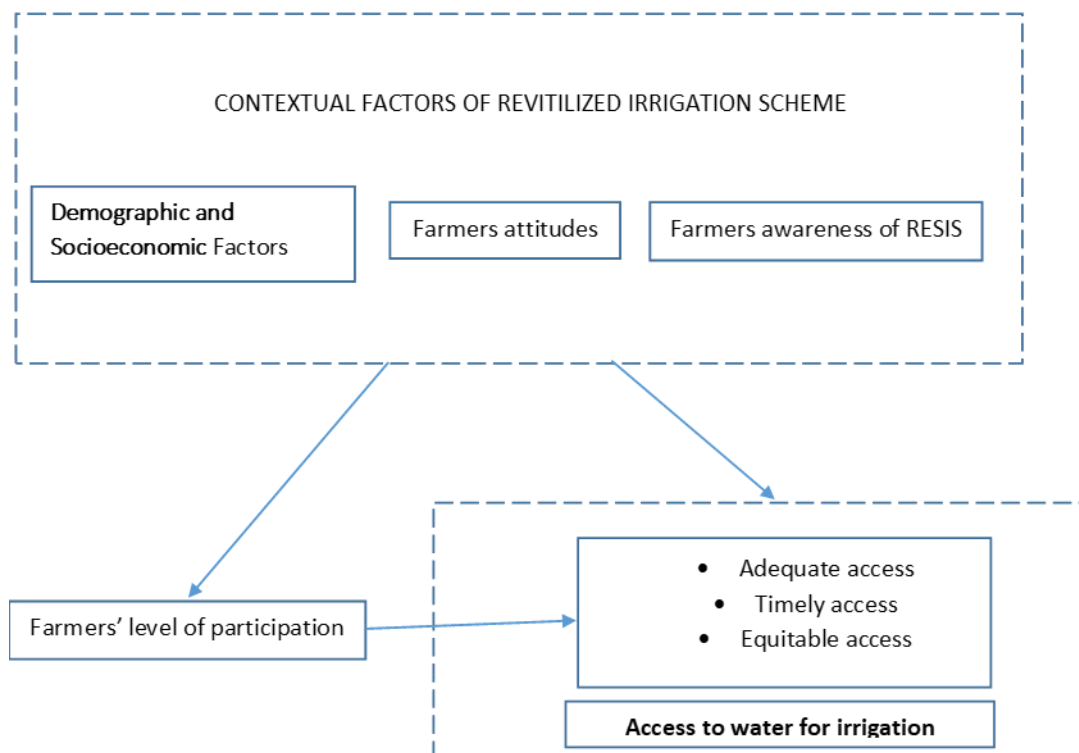 CONTEXTUAL FACTORS OF REVITILIZED IRRIGATION SCHEME
Demographic and
Socioeconomic Factors
Farmers attitudes
Farmers awareness of RESIS
Farmers’ level of participation
• Adequate access
• Timely access
• Equitable access
Access to water for irrigation